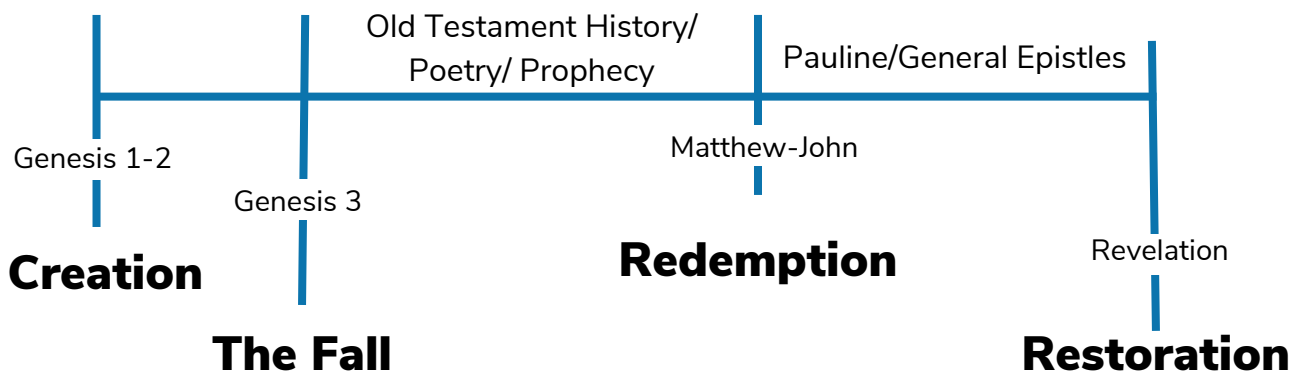 Old Testament History/
Poetry/ Prophecy
Pauline/General Epistles
Genesis 1-2
Matthew-John
Genesis 3
Revelation
Creation
Redemption
The Fall
Restoration